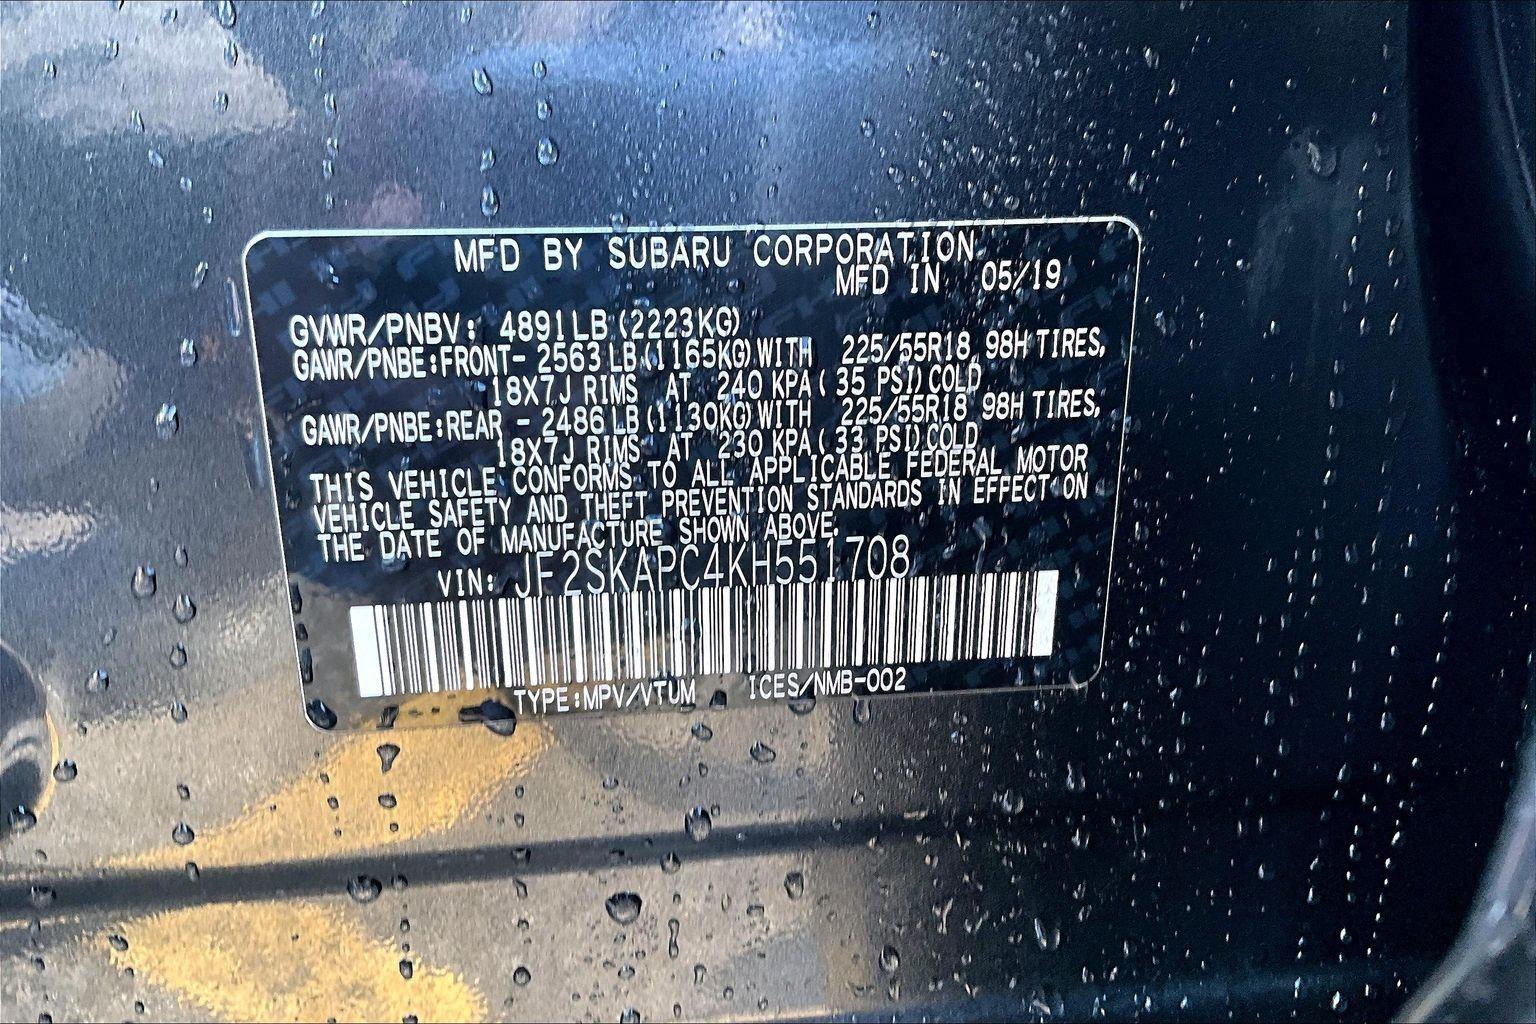 MFD BY SUBARU CORPORATION
MFD IN 05/19
GVWR/PNBV: 4891LB (2223KG)
GAWR/PNBE:FRONT- 2563 LB(1165KG)WITH 225/55R18 98H TIRES,
18X7J RIMS AT 240 KPA( 35 PSI)COLD
GAWR/PNBE:REAR - 2486 LB(1130KG)WITH 225/55R18 98H TIRES,
18X7J RIMS AT 230 KPA( 33 PSI)COLD
THIS VEHICLE CONFORMS TO ALL APPLICABLE FEDERAL MOTOR
VEHICLE SAFETY AND THEFT PREVENTION STANDARDS IN EFFECT ON
THE DATE OF MANUFACTURE SHOWN ABOVE.
VIN: JF2SKAPC4KH551708
TYPE:MPV/VTUM ICES/NMB-002